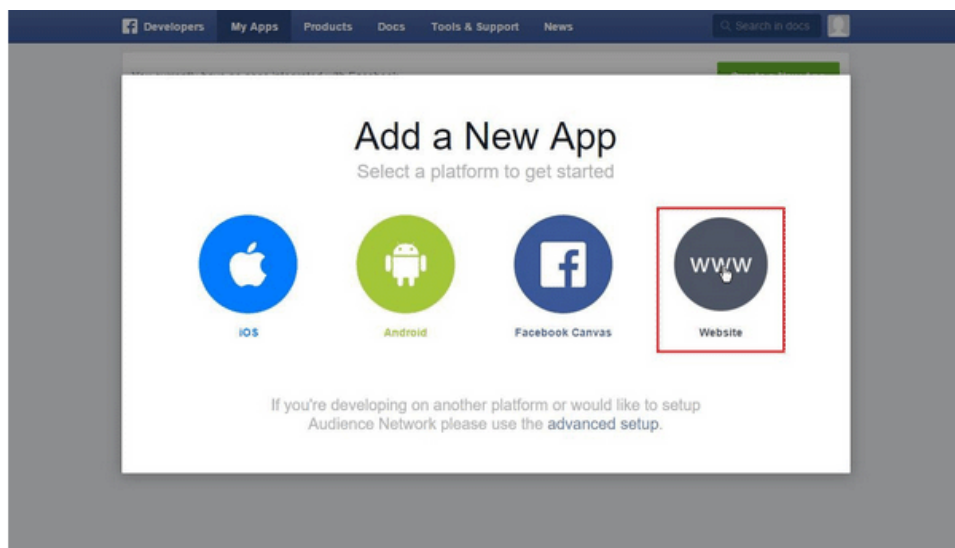 Developers My Apps Products Docs Tools & Support News Search in docs
Add a New App
Select a platform to get started
www
iOS Android Facebook Canvas Website
If you're developing on another platform or would like to setup
Audience Network please use the advanced setup.